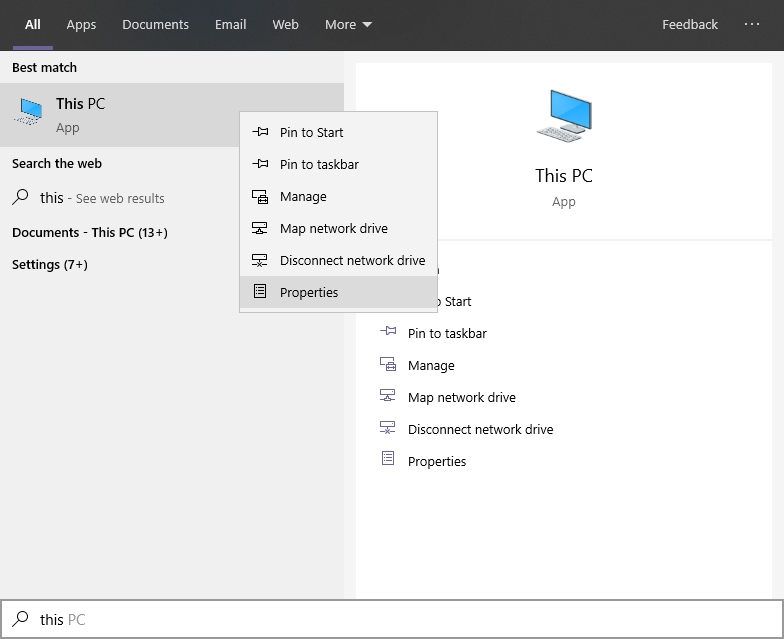 All Apps Documents Email Web More Feedback ...
Best match
This PC
App
Search the web
this - See web results
Documents - This PC (13+)
Settings (7+)
Pin to Start
Pin to taskbar
Manage
Map network drive
Disconnect network drive
Properties
This PC
App
Start
Pin to taskbar
Manage
Map network drive
Disconnect network drive
Properties
this PC